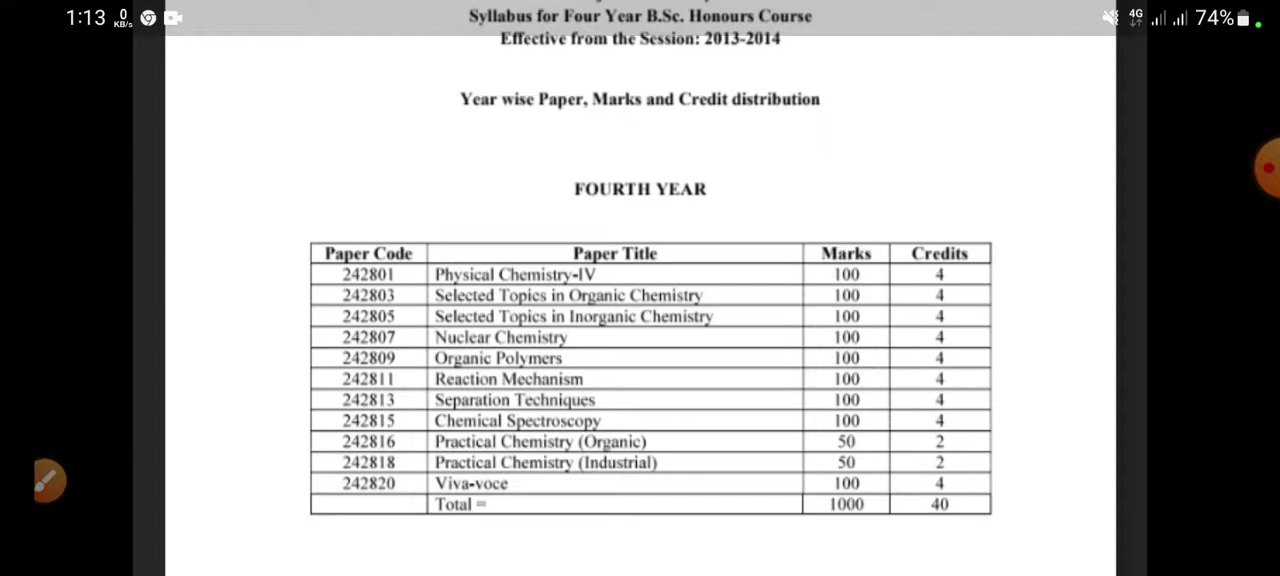 1:13 0 KB/s 4G 74%
Syllabus for Four Year B.Sc. Honours Course
Effective from the Session: 2013-2014
Year wise Paper, Marks and Credit distribution
FOURTH YEAR
Paper Code Paper Title Marks Credits
242801 Physical Chemistry-IV 100 4
242803 Selected Topics in Organic Chemistry 100 4
242805 Selected Topics in Inorganic Chemistry 100 4
242807 Nuclear Chemistry 100 4
242809 Organic Polymers 100 4
242811 Reaction Mechanism 100 4
242813 Separation Techniques 100 4
242815 Chemical Spectroscopy 100 4
242816 Practical Chemistry (Organic) 50 2
242818 Practical Chemistry (Industrial) 50 2
242820 Viva-voce 100 4
Total = 1000 40